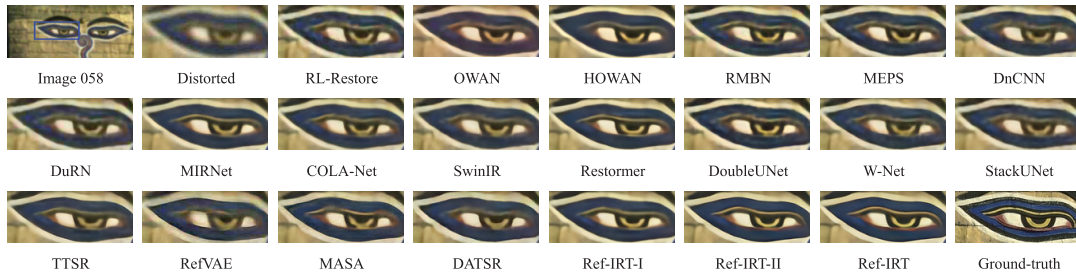 Image 058 Distorted RL-Restore OWAN HOWAN RMBN MEPS DnCNN
DuRN MIRNet COLA-Net SwinIR Restormer DoubleUNet W-Net StackUNet
TTSR RefVAE MASA DATSR Ref-IRT-I Ref-IRT-II Ref-IRT Ground-truth